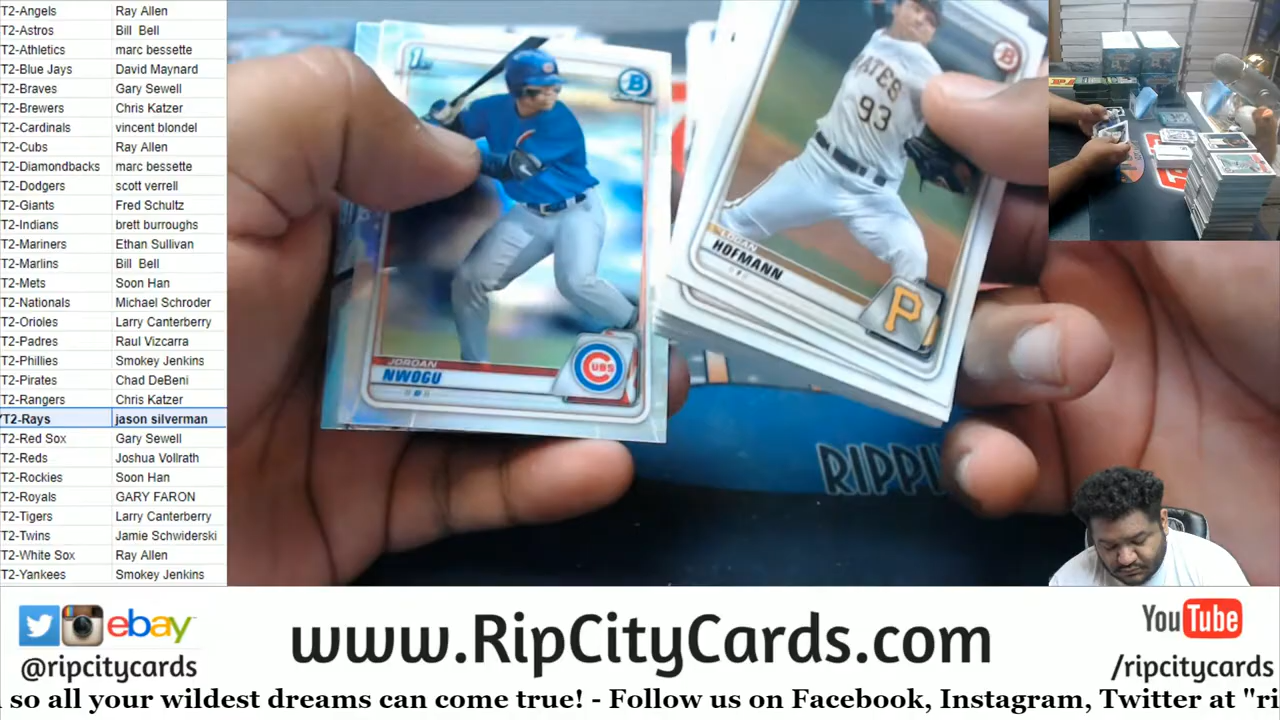 T2-Angels Ray Allen
T2-Astros Bill Bell
T2-Athletics marc bessette
T2-Blue Jays David Maynard
T2-Braves Gary Sewell
T2-Brewers Chris Katzer
T2-Cardinals vincent blondel
T2-Cubs Ray Allen
T2-Diamondbacks marc bessette
T2-Dodgers scott verrell
T2-Giants Fred Schultz
T2-Indians brett burroughs
T2-Mariners Ethan Sullivan
T2-Marlins Bill Bell
T2-Mets Soon Han
T2-Nationals Michael Schroder
T2-Orioles Larry Canterberry
T2-Padres Raul Vizcarra
T2-Phillies Smokey Jenkins
T2-Pirates Chad DeBeni
T2-Rangers Chris Katzer
T2-Rays jason silverman
T2-Red Sox Gary Sewell
T2-Reds Joshua Vollrath
T2-Rockies Soon Han
T2-Royals GARY FARON
T2-Tigers Larry Canterberry
T2-Twins Jamie Schwiderski
T2-White Sox Ray Allen
T2-Yankees Smokey Jenkins
1st
B
JORDAN
NWOGU
CUBS
B
93
LOGAN
HOFMANN
P
ebay
@ripcitycards
www.RipCityCards.com
YouTube
/ripcitycards
so all your wildest dreams can come true! - Follow us on Facebook, Instagram, Twitter at "ri